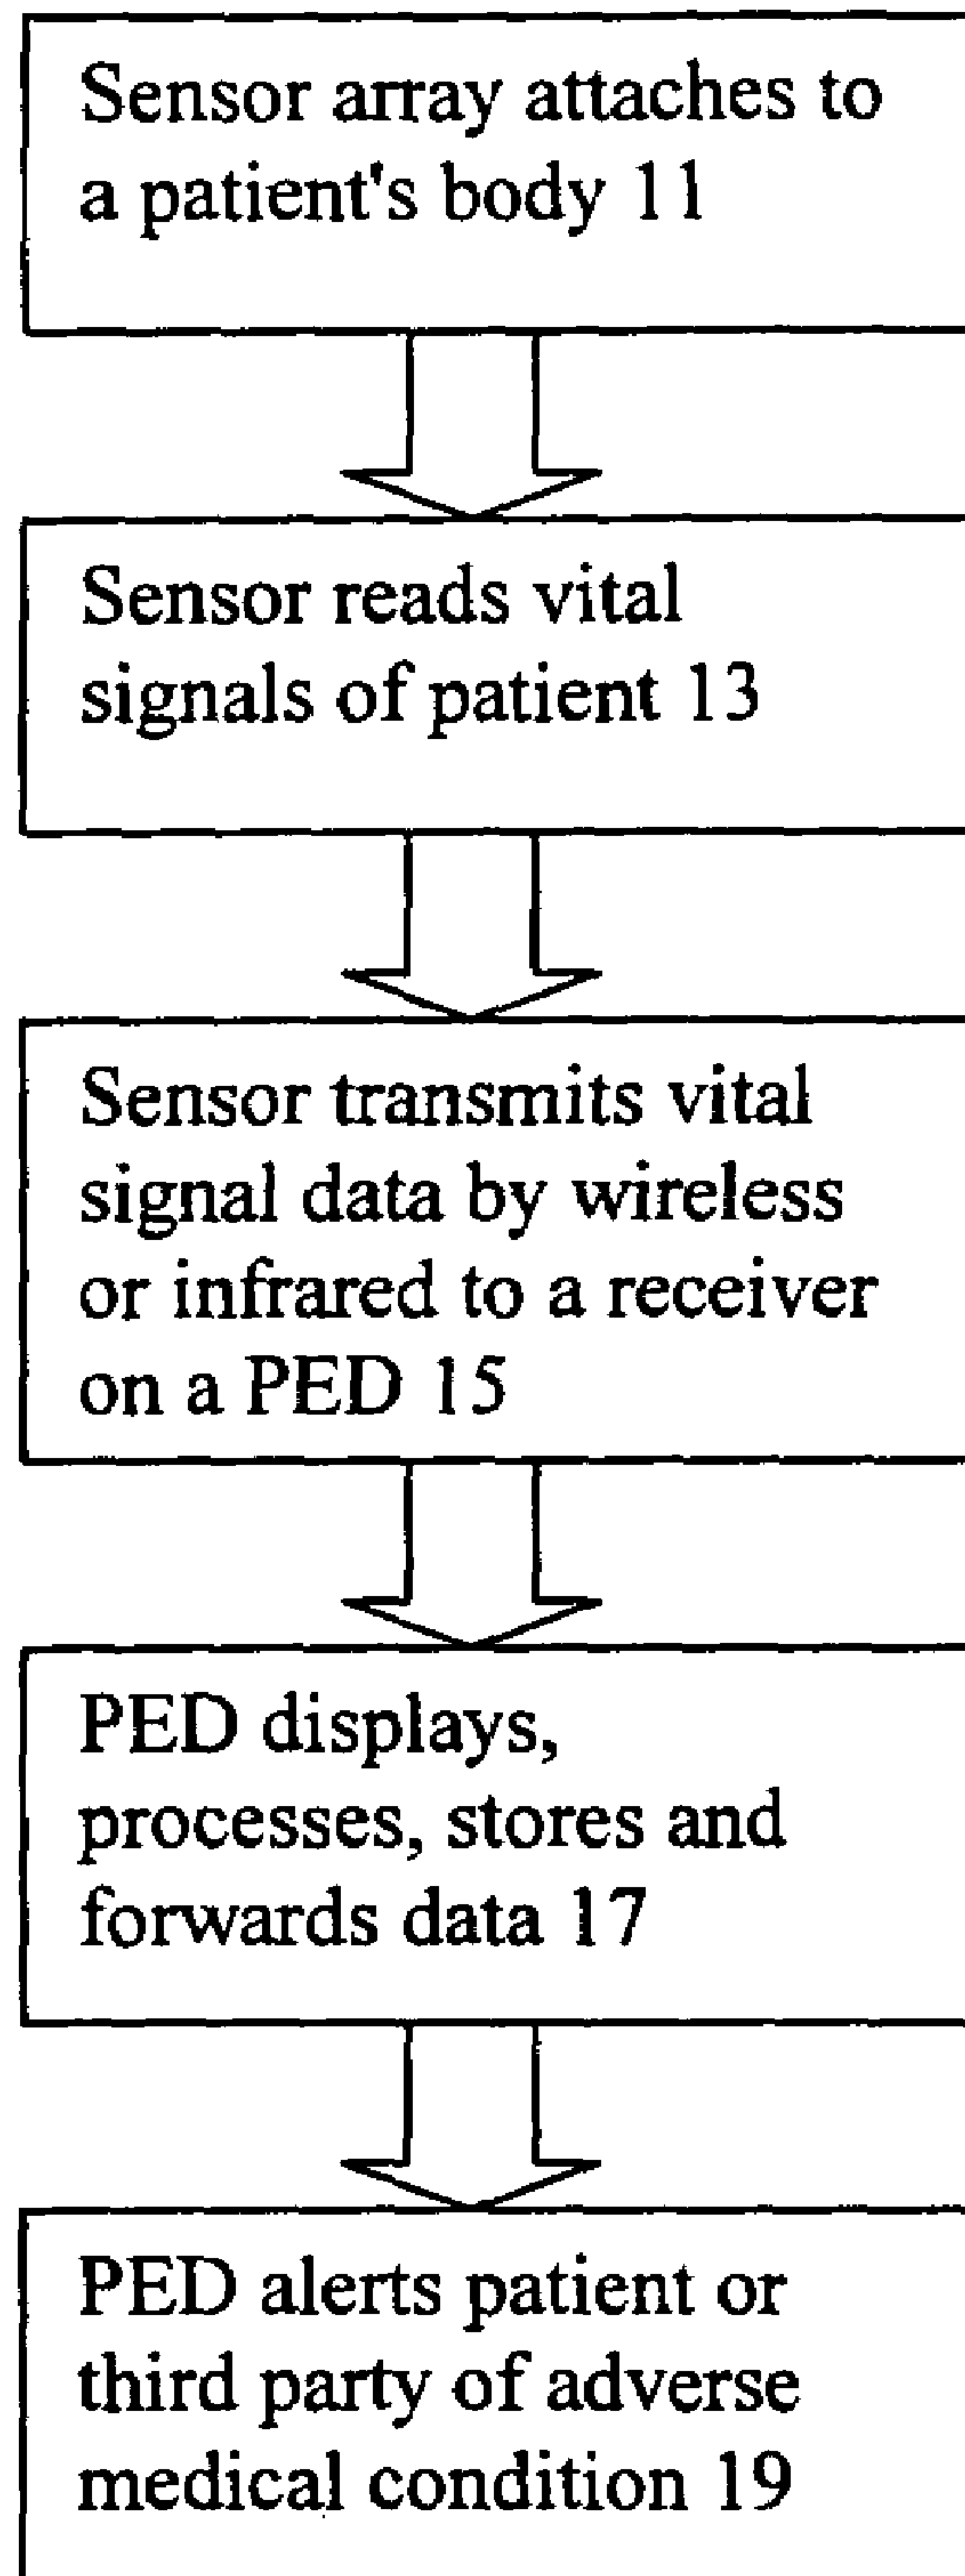 Sensor array attaches to
a patient's body 11
Sensor reads vital
signals of patient 13
Sensor transmits vital
signal data by wireless
or infrared to a receiver
on a PED 15
PED displays,
processes, stores and
forwards data 17
PED alerts patient or
third party of adverse
medical condition 19